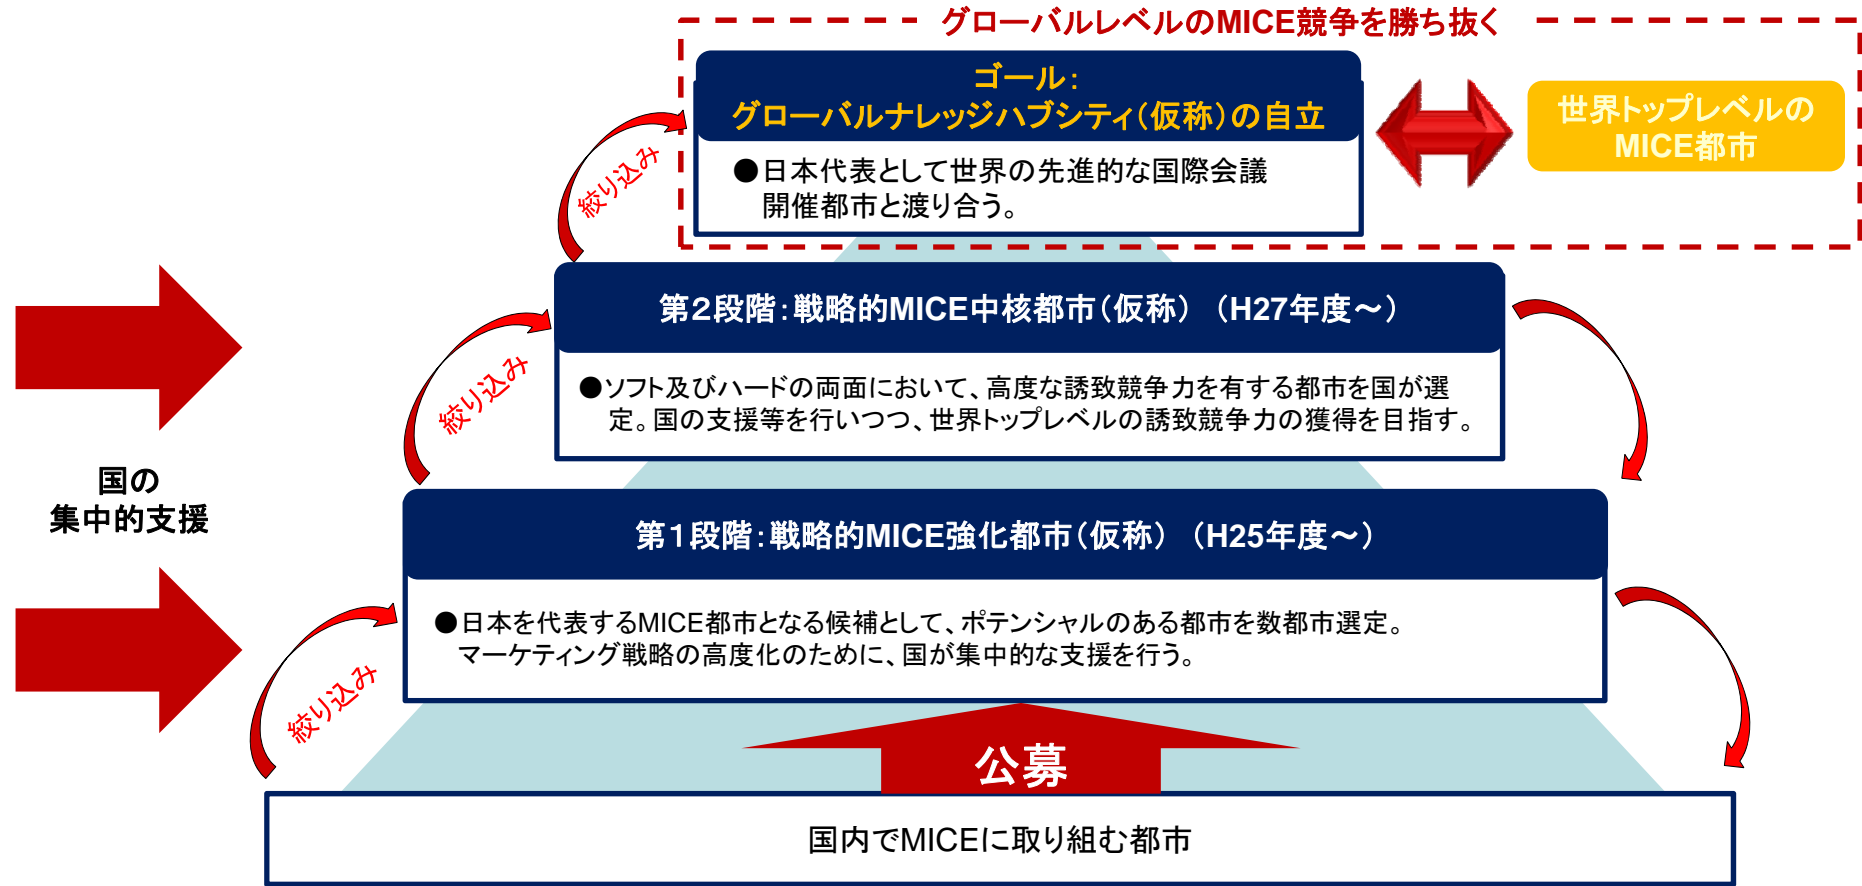 グローバルレベルのMICE競争を勝ち抜く
ゴール：
グローバルナレッジハブシティ（仮称）の自立
●日本代表として世界の先進的な国際会議
開催都市と渡り合う。
世界トップレベルの
MICE都市
絞り込み
第２段階：戦略的MICE中核都市（仮称）（H27年度～）
●ソフト及びハードの両面において、高度な誘致競争力を有する都市を国が選
定。国の支援等を行いつつ、世界トップレベルの誘致競争力の獲得を目指す。
絞り込み
国の
集中的支援
第１段階：戦略的MICE強化都市（仮称）（H25年度～）
●日本を代表するMICE都市となる候補として、ポテンシャルのある都市を数都市選定。
マーケティング戦略の高度化のために、国が集中的な支援を行う。
絞り込み
公募
国内でMICEに取り組む都市